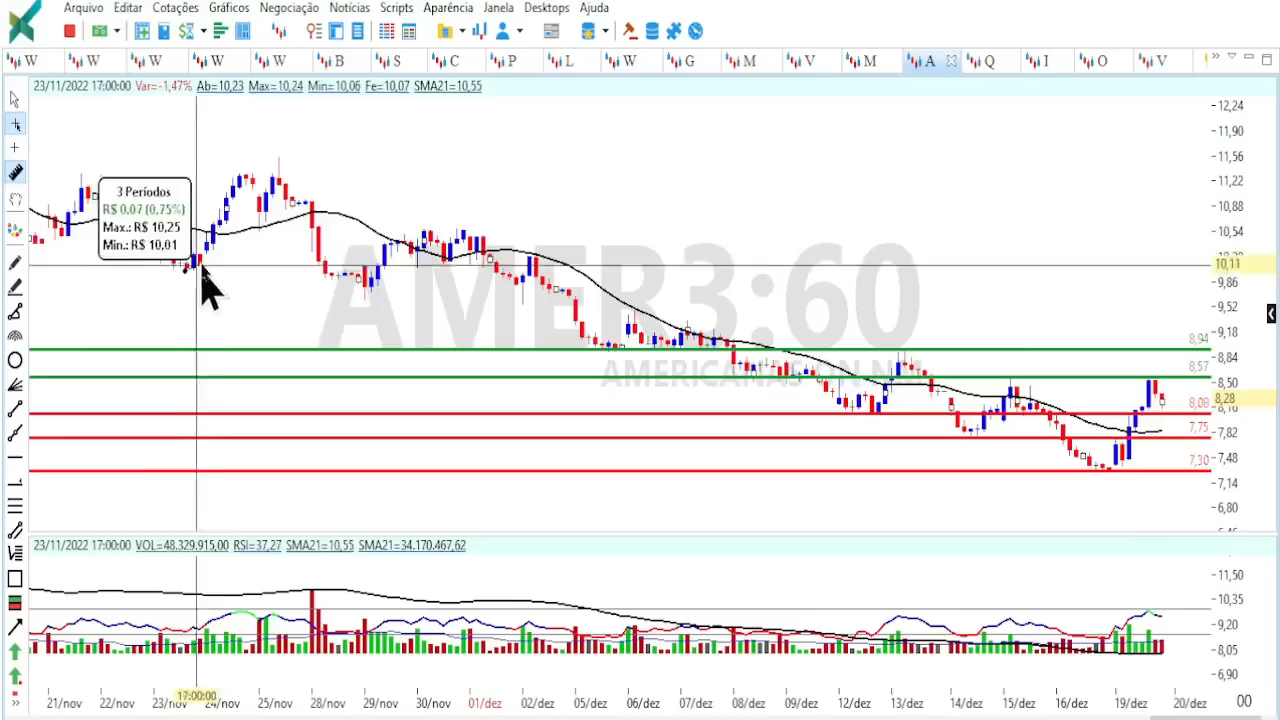 Arquivo Editar Cotações Gráficos Negociação Notícias Scripts Aparência Janela Desktops Ajuda
W W W W W B S C P L W G M V M A Q I O V
23/11/2022 17:00:00 Var=-1,47% Ab=10,23 Max=10,24 Min=10,06 Fe=10,07 SMA21=10,55
3 Períodos
R$ 0,07 (0,75%)
Max.: R$ 10,25
Min.: R$ 10,01
AMER3:60
AMERICANAS ON N.M
12,24
11,90
11,56
11,22
10,88
10,54
10,11
9,86
9,52
9,18
8,94
8,84
8,57
8,50
8,28
8,08
8,16
7,82
7,75
7,48
7,30
7,14
6,80
23/11/2022 17:00:00 VOL=48.329.915,00 RSI=37,27 SMA21=10,55 SMA21=34.170.467,62
11,50
10,35
9,20
8,05
6,90
21/nov 22/nov 23/nov 17:00:00 24/nov 25/nov 28/nov 29/nov 30/nov 01/dez 02/dez 05/dez 06/dez 07/dez 08/dez 09/dez 12/dez 13/dez 14/dez 15/dez 16/dez 19/dez 20/dez 00